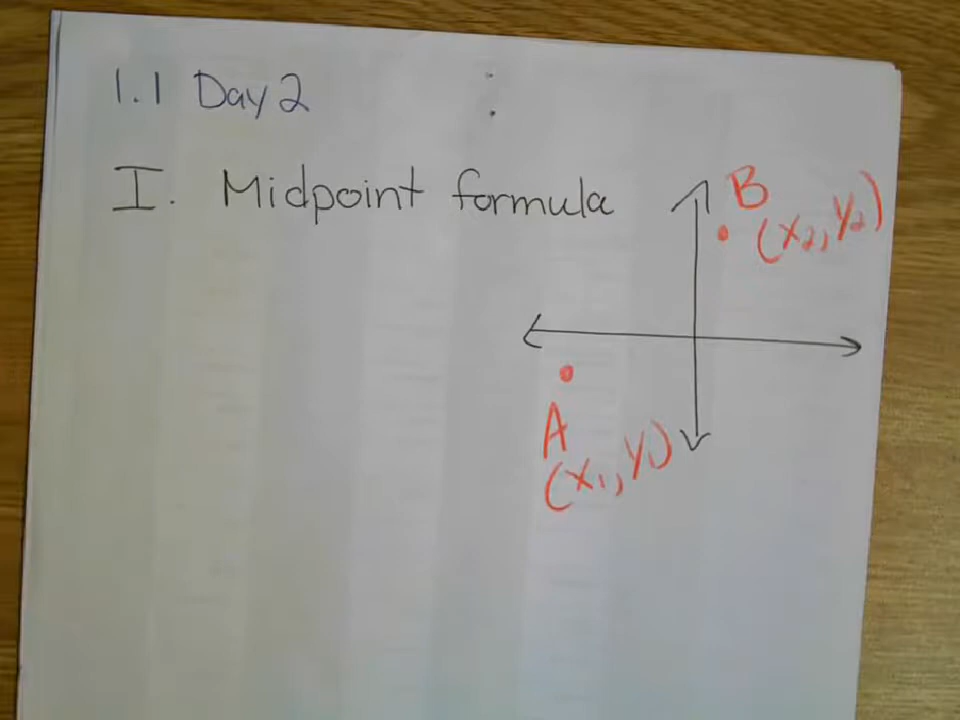 1.1 Day 2
I. Midpoint formula
B
(x₂, y₂)
A
(x₁, y₁)